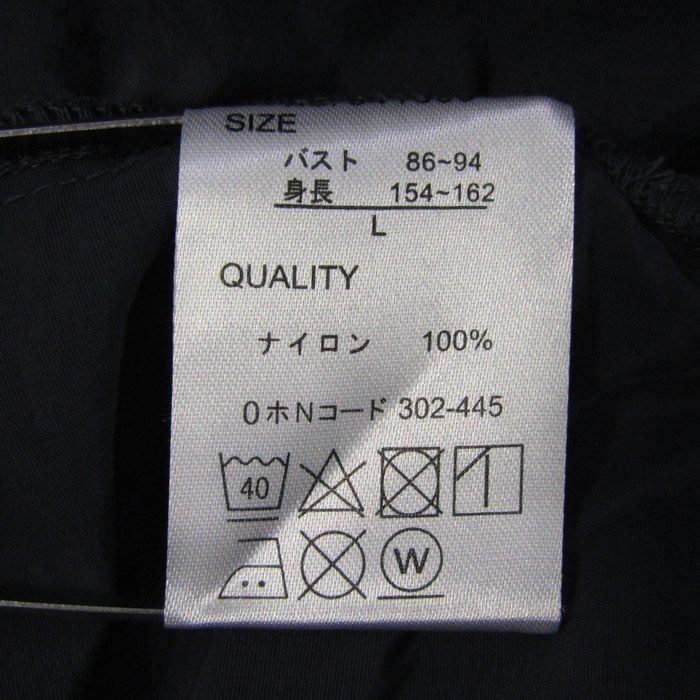 SIZE
バスト 86~94
身長 154~162
L
QUALITY
ナイロン 100%
0ホNコード 302-445
40
W